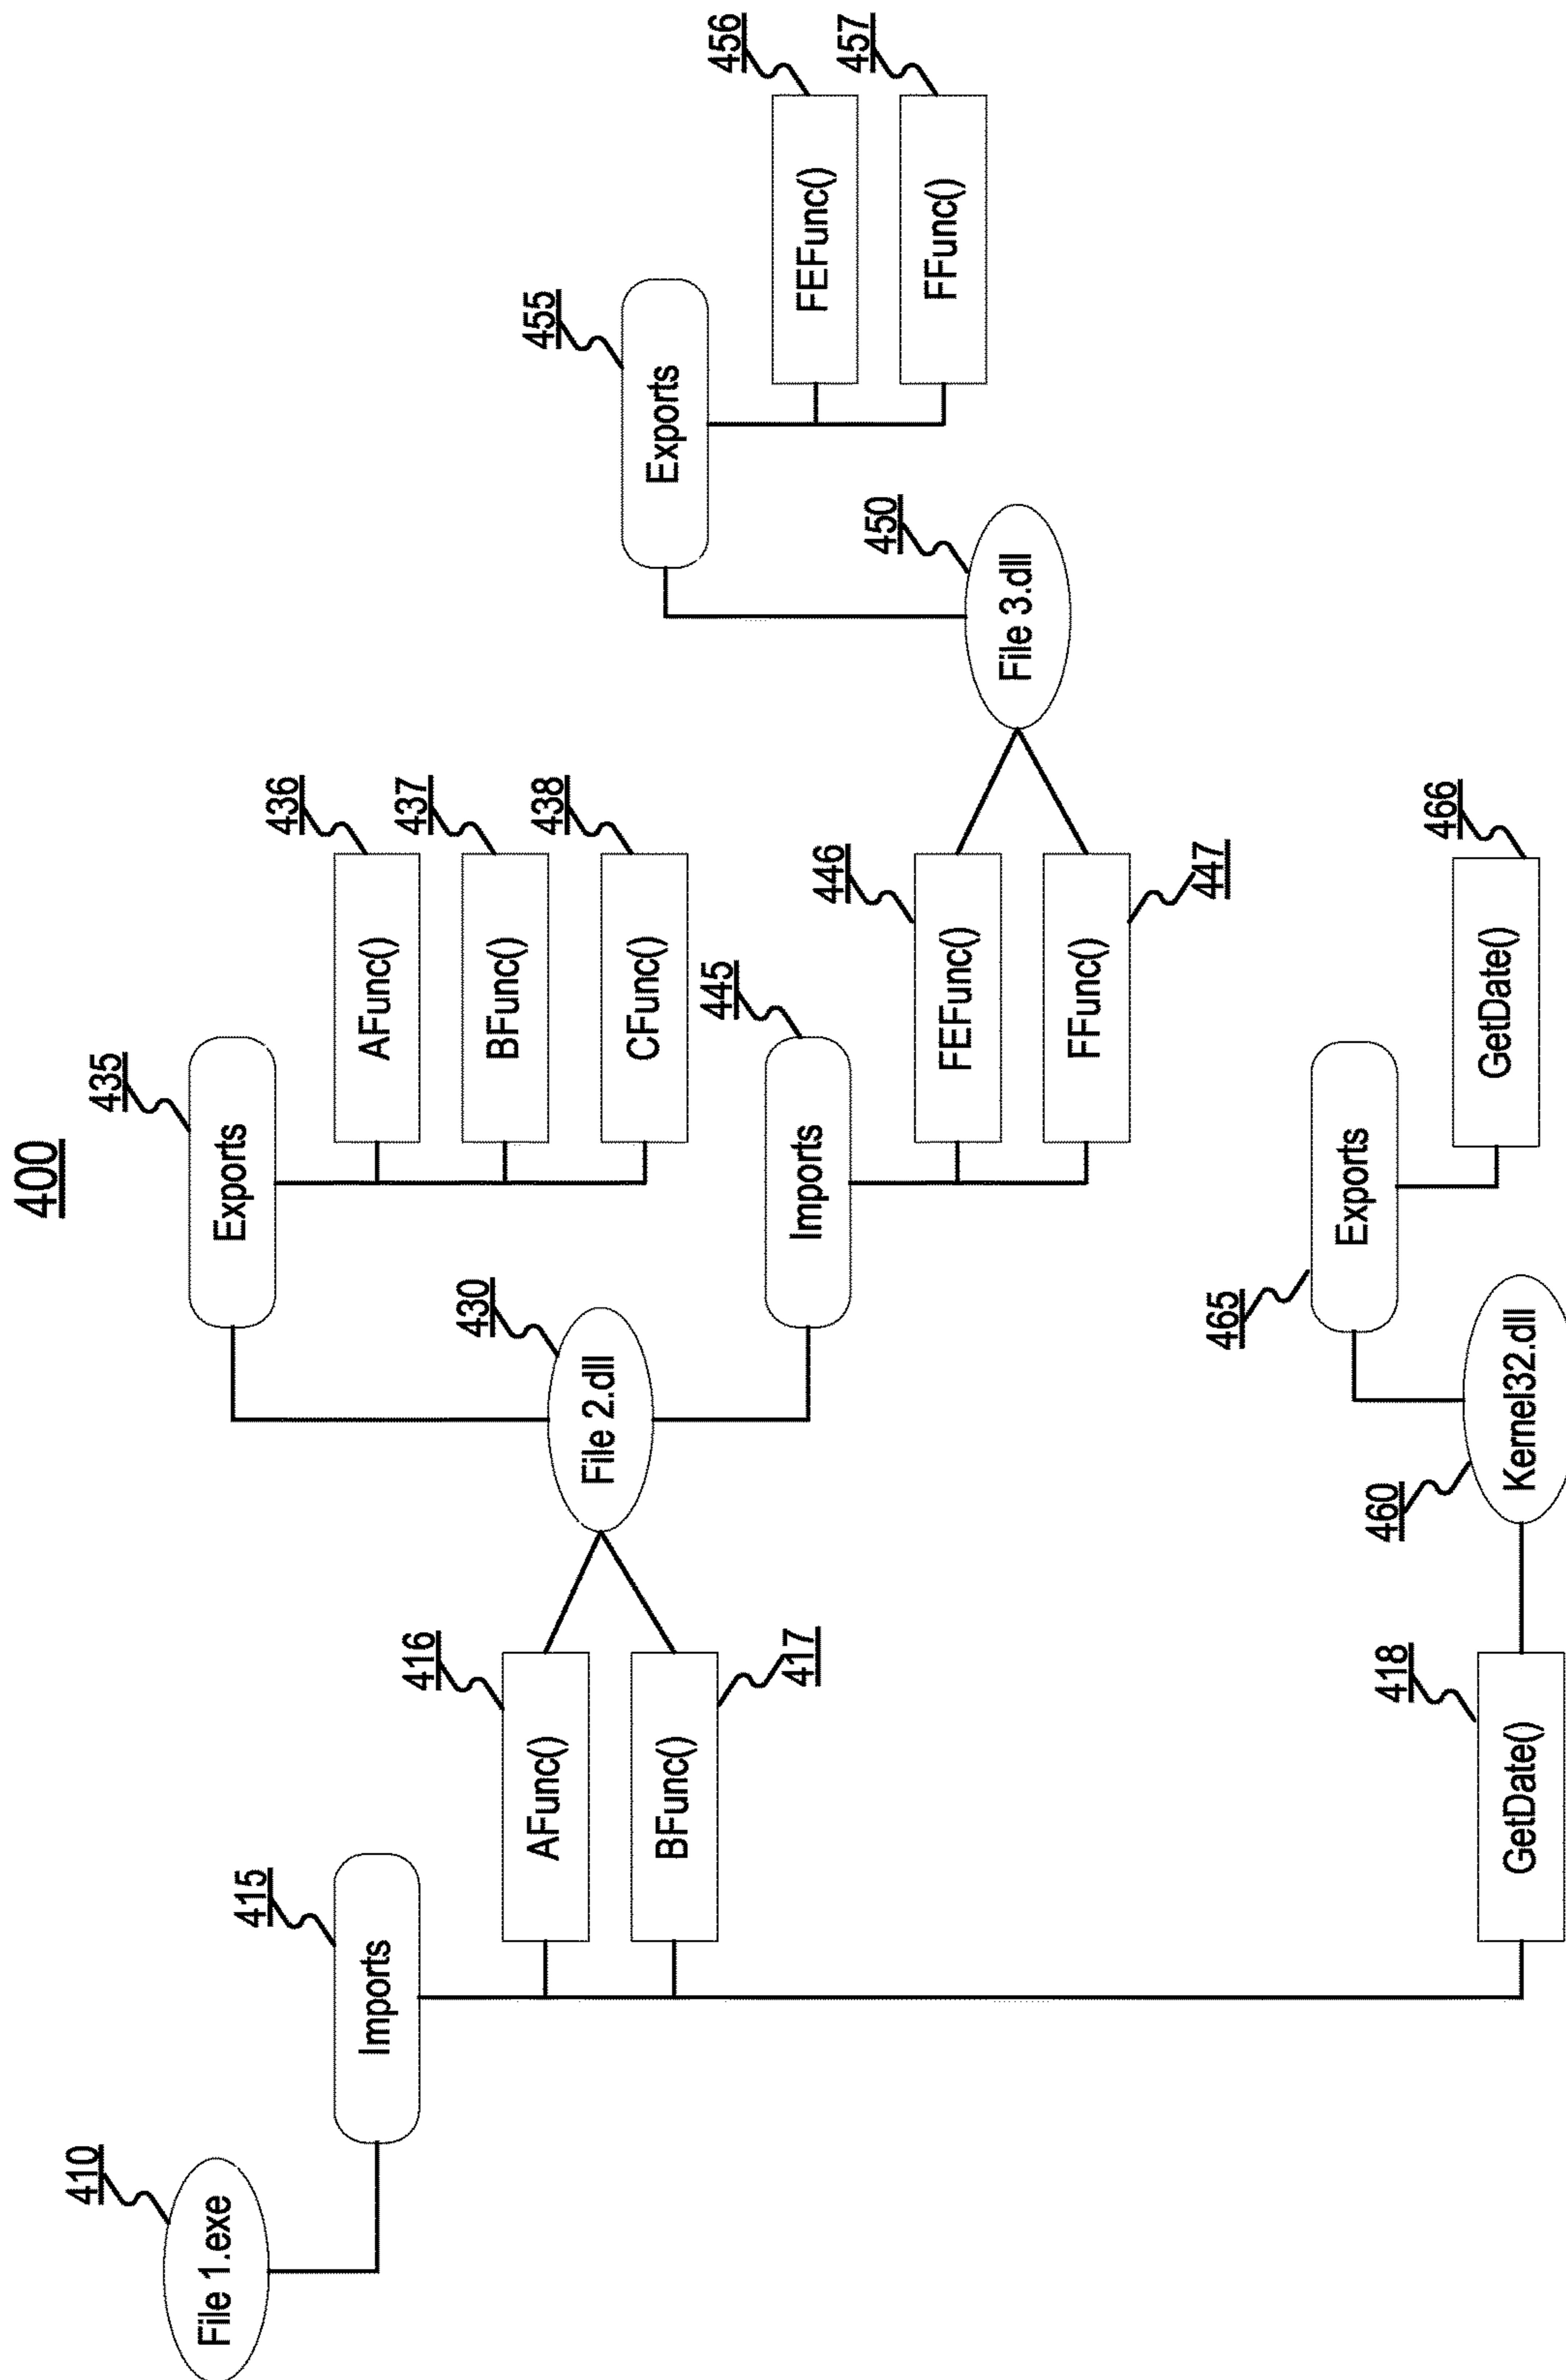 400
410
File 1.exe
415
Imports
416
AFunc()
417
BFunc()
418
GetDate()
430
File 2.dll
435
Exports
436
AFunc()
437
BFunc()
438
CFunc()
445
Imports
446
FEFunc()
447
FFunc()
450
File 3.dll
455
Exports
456
FEFunc()
457
FFunc()
460
Kernel32.dll
465
Exports
466
GetDate()